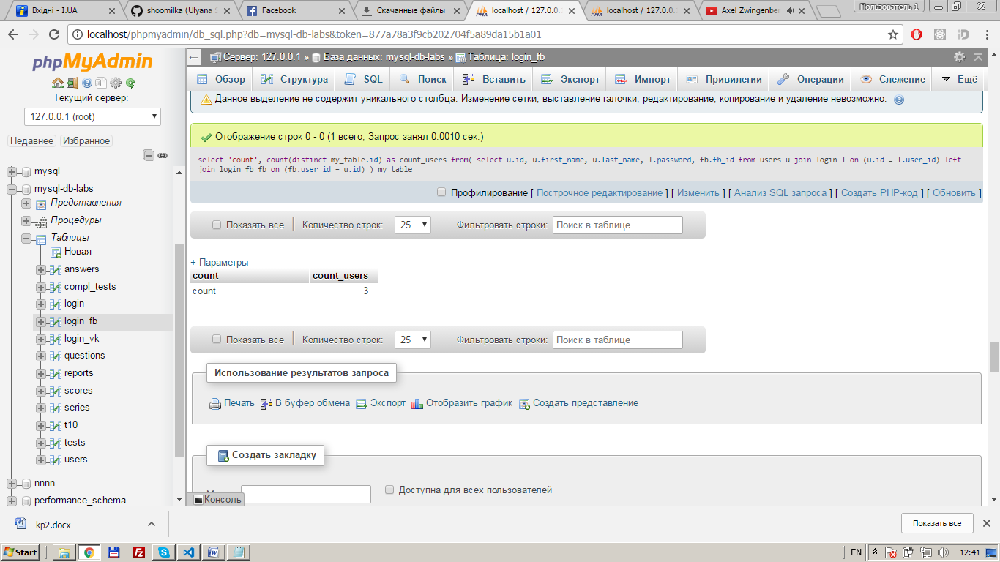 Вхідні - I.UA
shoomilka (Ulyana S
Facebook
Скачанные файлы
localhost / 127.0.0.
localhost / 127.0.0.
Axel Zwingenber
Пользователь 1
localhost/phpmyadmin/db_sql.php?db=mysql-db-labs&token=877a78a3f9cb202704f5a89da15b1a01
phpMyAdmin
Текущий сервер:
127.0.0.1 (root)
Недавнее Избранное
mysql
mysql-db-labs
Представления
Процедуры
Таблицы
Новая
answers
compl_tests
login
login_fb
login_vk
questions
reports
scores
series
t10
tests
users
nnnn
performance_schema
Сервер: 127.0.0.1 » База данных: mysql-db-labs » Таблица: login_fb
Обзор Структура SQL Поиск Вставить Экспорт Импорт Привилегии Операции Слежение Ещё
Данное выделение не содержит уникального столбца. Изменение сетки, выставление галочки, редактирование, копирование и удаление невозможно.
Отображение строк 0 - 0 (1 всего, Запрос занял 0.0010 сек.)
select 'count', count(distinct my_table.id) as count_users from( select u.id, u.first_name, u.last_name, l.password, fb.fb_id from users u join login l on (u.id = l.user_id) left
join login_fb fb on (fb.user_id = u.id) ) my_table
Профилирование [ Построчное редактирование ] [ Изменить ] [ Анализ SQL запроса ] [ Создать PHP-код ] [ Обновить ]
Показать все Количество строк: 25 Фильтровать строки: Поиск в таблице
+ Параметры
count count_users
count 3
Показать все Количество строк: 25 Фильтровать строки: Поиск в таблице
Использование результатов запроса
Печать В буфер обмена Экспорт Отобразить график Создать представление
Создать закладку
Доступна для всех пользователей
Консоль
kp2.docx
Показать все
Start
EN
12:41